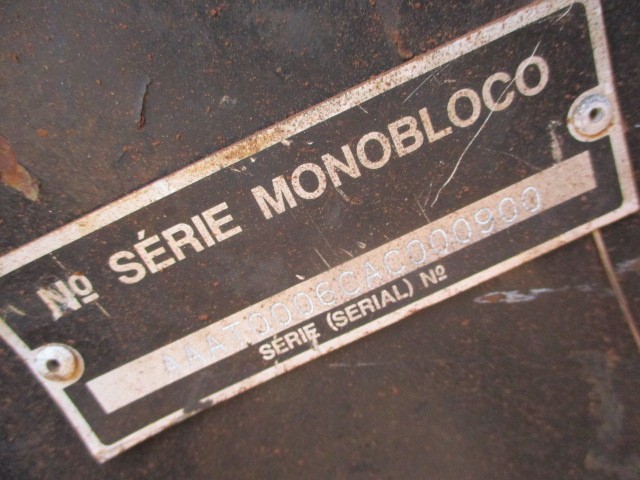 Nº SÉRIE MONOBLOCO
AAAT0006CAC000900
SÉRIE (SERIAL) Nº